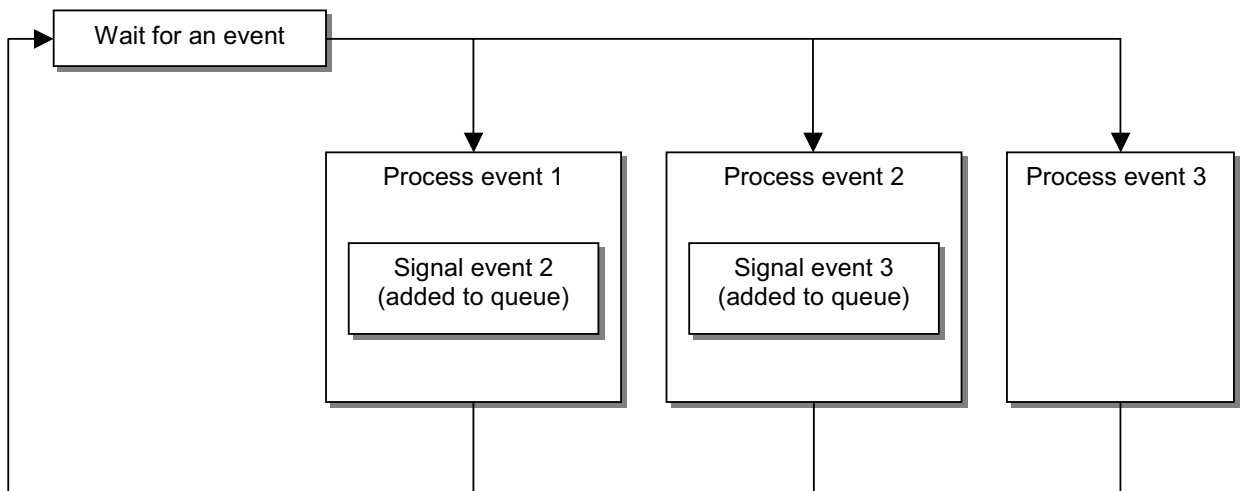 Wait for an event
Process event 1
Process event 2
Process event 3
Signal event 2
(added to queue)
Signal event 3
(added to queue)